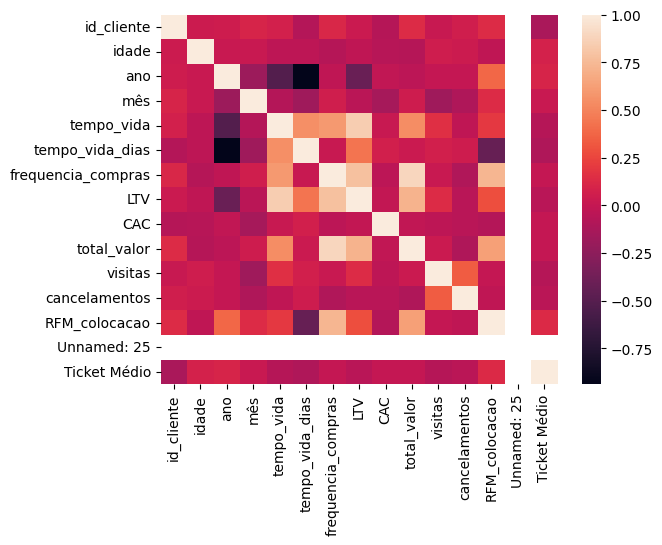 id_cliente
idade
ano
mês
tempo_vida
tempo_vida_dias
frequencia_compras
LTV
CAC
total_valor
visitas
cancelamentos
RFM_colocacao
Unnamed: 25
Ticket Médio
id_cliente
idade
ano
mês
tempo_vida
tempo_vida_dias
frequencia_compras
LTV
CAC
total_valor
visitas
cancelamentos
RFM_colocacao
Unnamed: 25
Ticket Médio
1.00
0.75
0.50
0.25
0.00
−0.25
−0.50
−0.75